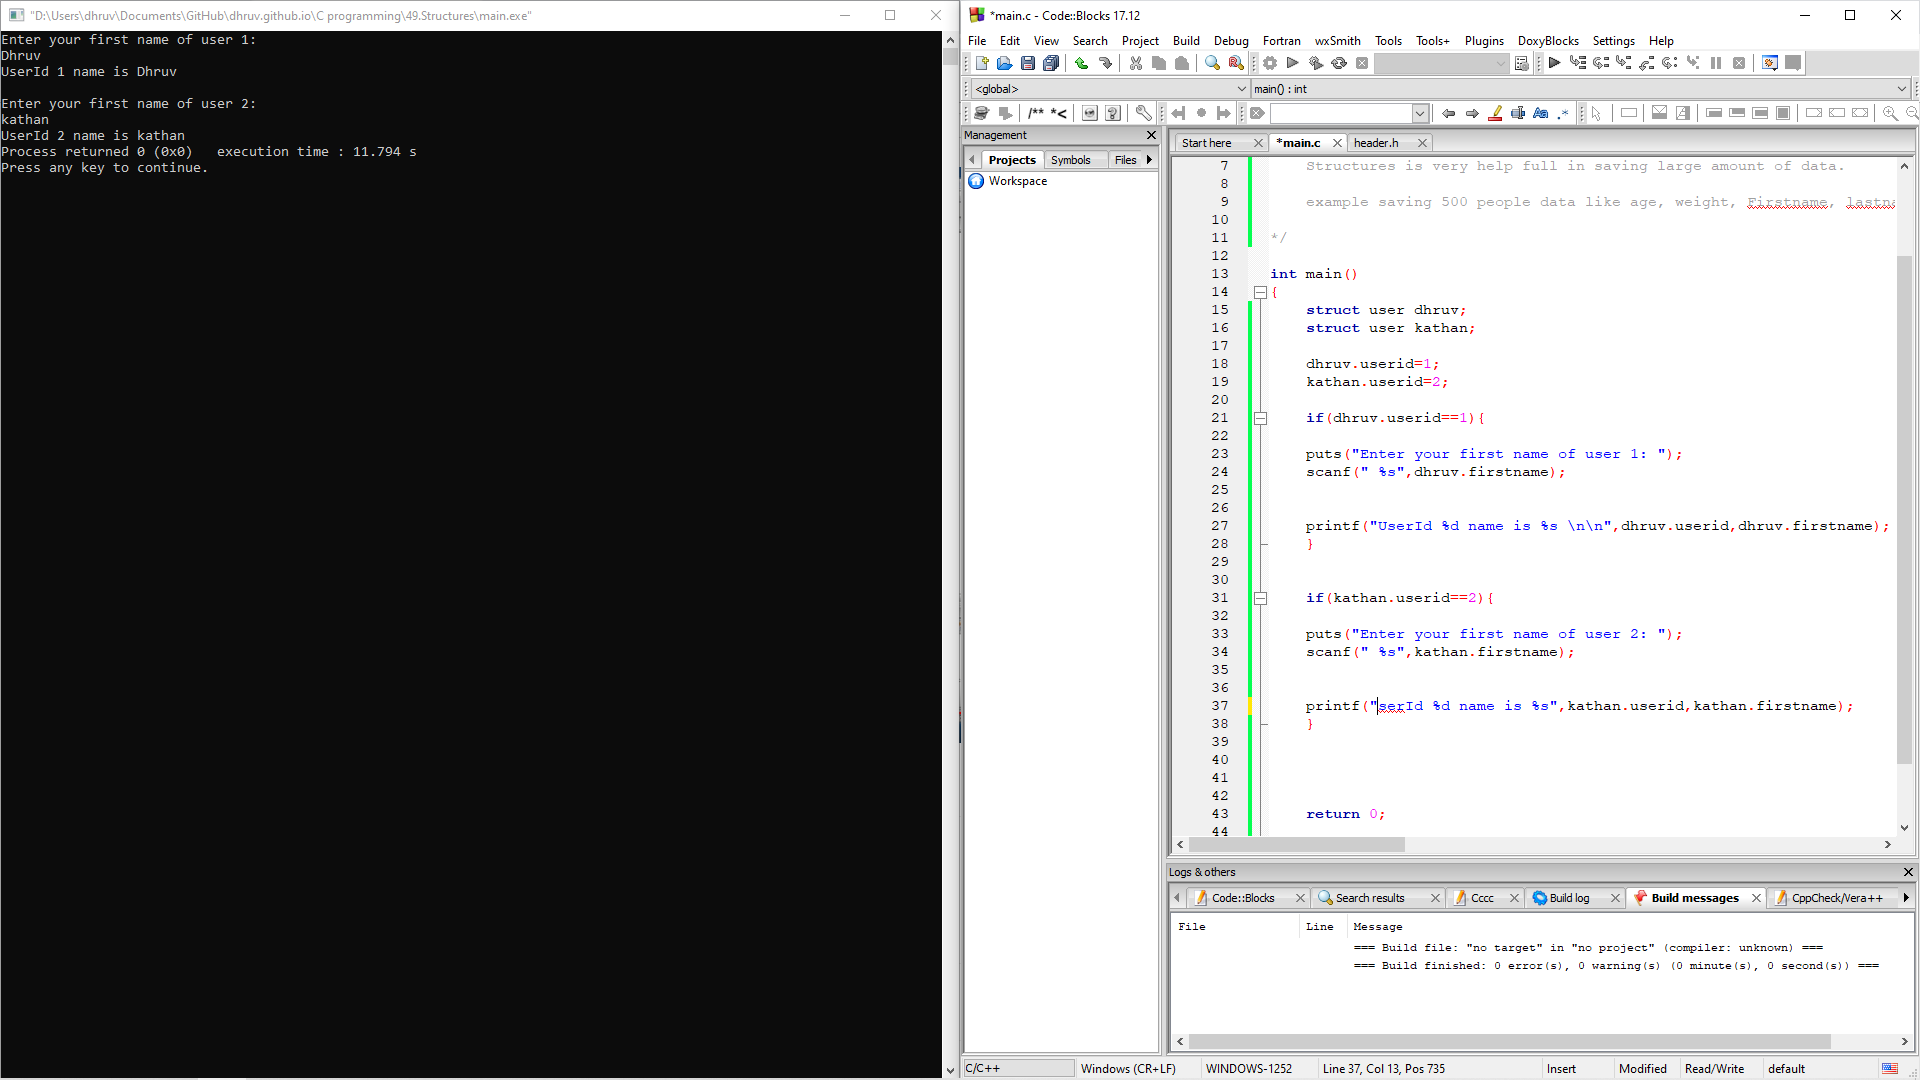 "D:\Users\dhruv\Documents\GitHub\dhruv.github.io\C programming\49.Structures\main.exe"
Enter your first name of user 1:
Dhruv
UserId 1 name is Dhruv
Enter your first name of user 2:
kathan
UserId 2 name is kathan
Process returned 0 (0x0)   execution time : 11.794 s
Press any key to continue.
*main.c - Code::Blocks 17.12
File Edit View Search Project Build Debug Fortran wxSmith Tools Tools+ Plugins DoxyBlocks Settings Help
<global> main() : int
/** *< Aa .*
Management
Projects Symbols Files
Workspace
Start here *main.c header.h
7 Structures is very help full in saving large amount of data.
8
9 example saving 500 people data like age, weight, Firstname, lastna
10
11 */
12
13 int main()
14 {
15 struct user dhruv;
16 struct user kathan;
17
18 dhruv.userid=1;
19 kathan.userid=2;
20
21 if(dhruv.userid==1){
22
23 puts("Enter your first name of user 1: ");
24 scanf(" %s",dhruv.firstname);
25
26
27 printf("UserId %d name is %s \n\n",dhruv.userid,dhruv.firstname);
28 }
29
30
31 if(kathan.userid==2){
32
33 puts("Enter your first name of user 2: ");
34 scanf(" %s",kathan.firstname);
35
36
37 printf("serId %d name is %s",kathan.userid,kathan.firstname);
38 }
39
40
41
42
43 return 0;
44
Logs & others
Code::Blocks Search results Cccc Build log Build messages CppCheck/Vera++
File Line Message
=== Build file: "no target" in "no project" (compiler: unknown) ===
=== Build finished: 0 error(s), 0 warning(s) (0 minute(s), 0 second(s)) ===
C/C++ Windows (CR+LF) WINDOWS-1252 Line 37, Col 13, Pos 735 Insert Modified Read/Write default